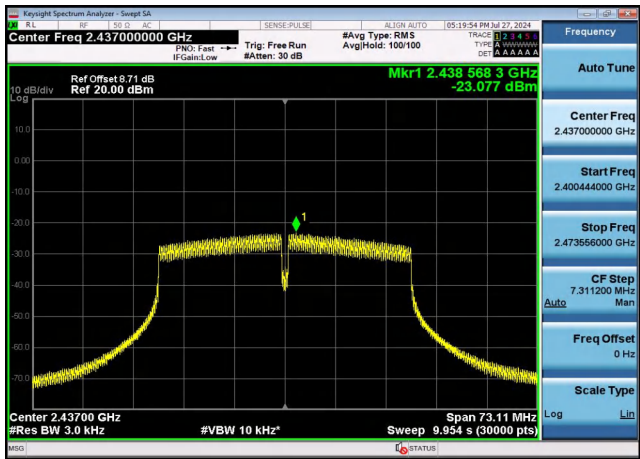 Keysight Spectrum Analyzer - Swept SA
RL RF 50 Ω AC SENSE:PULSE ALIGN AUTO 05:19:54 PM Jul 27, 2024
Center Freq 2.437000000 GHz
PNO: Fast
IFGain:Low
Trig: Free Run
#Atten: 30 dB
#Avg Type: RMS
Avg|Hold: 100/100
TRACE 1 2 3 4 5 6
TYPE A WWWWW
DET A A A A A A
Mkr1 2.438 568 3 GHz
-23.077 dBm
Ref Offset 8.71 dB
10 dB/div Ref 20.00 dBm
Log
10.0
0.00
-10.0
-20.0
-30.0
-40.0
-50.0
-60.0
-70.0
1
Center 2.43700 GHz Span 73.11 MHz
#Res BW 3.0 kHz #VBW 10 kHz* Sweep 9.954 s (30000 pts)
MSG STATUS
Frequency
Auto Tune
Center Freq
2.437000000 GHz
Start Freq
2.400444000 GHz
Stop Freq
2.473556000 GHz
CF Step
7.311200 MHz
Auto Man
Freq Offset
0 Hz
Scale Type
Log Lin